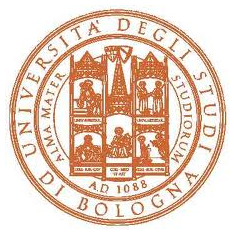 UNIVERSITA' DEGLI STUDI
DI BOLOGNA
ALMA MATER
STUDIORUM
A.D. 1088